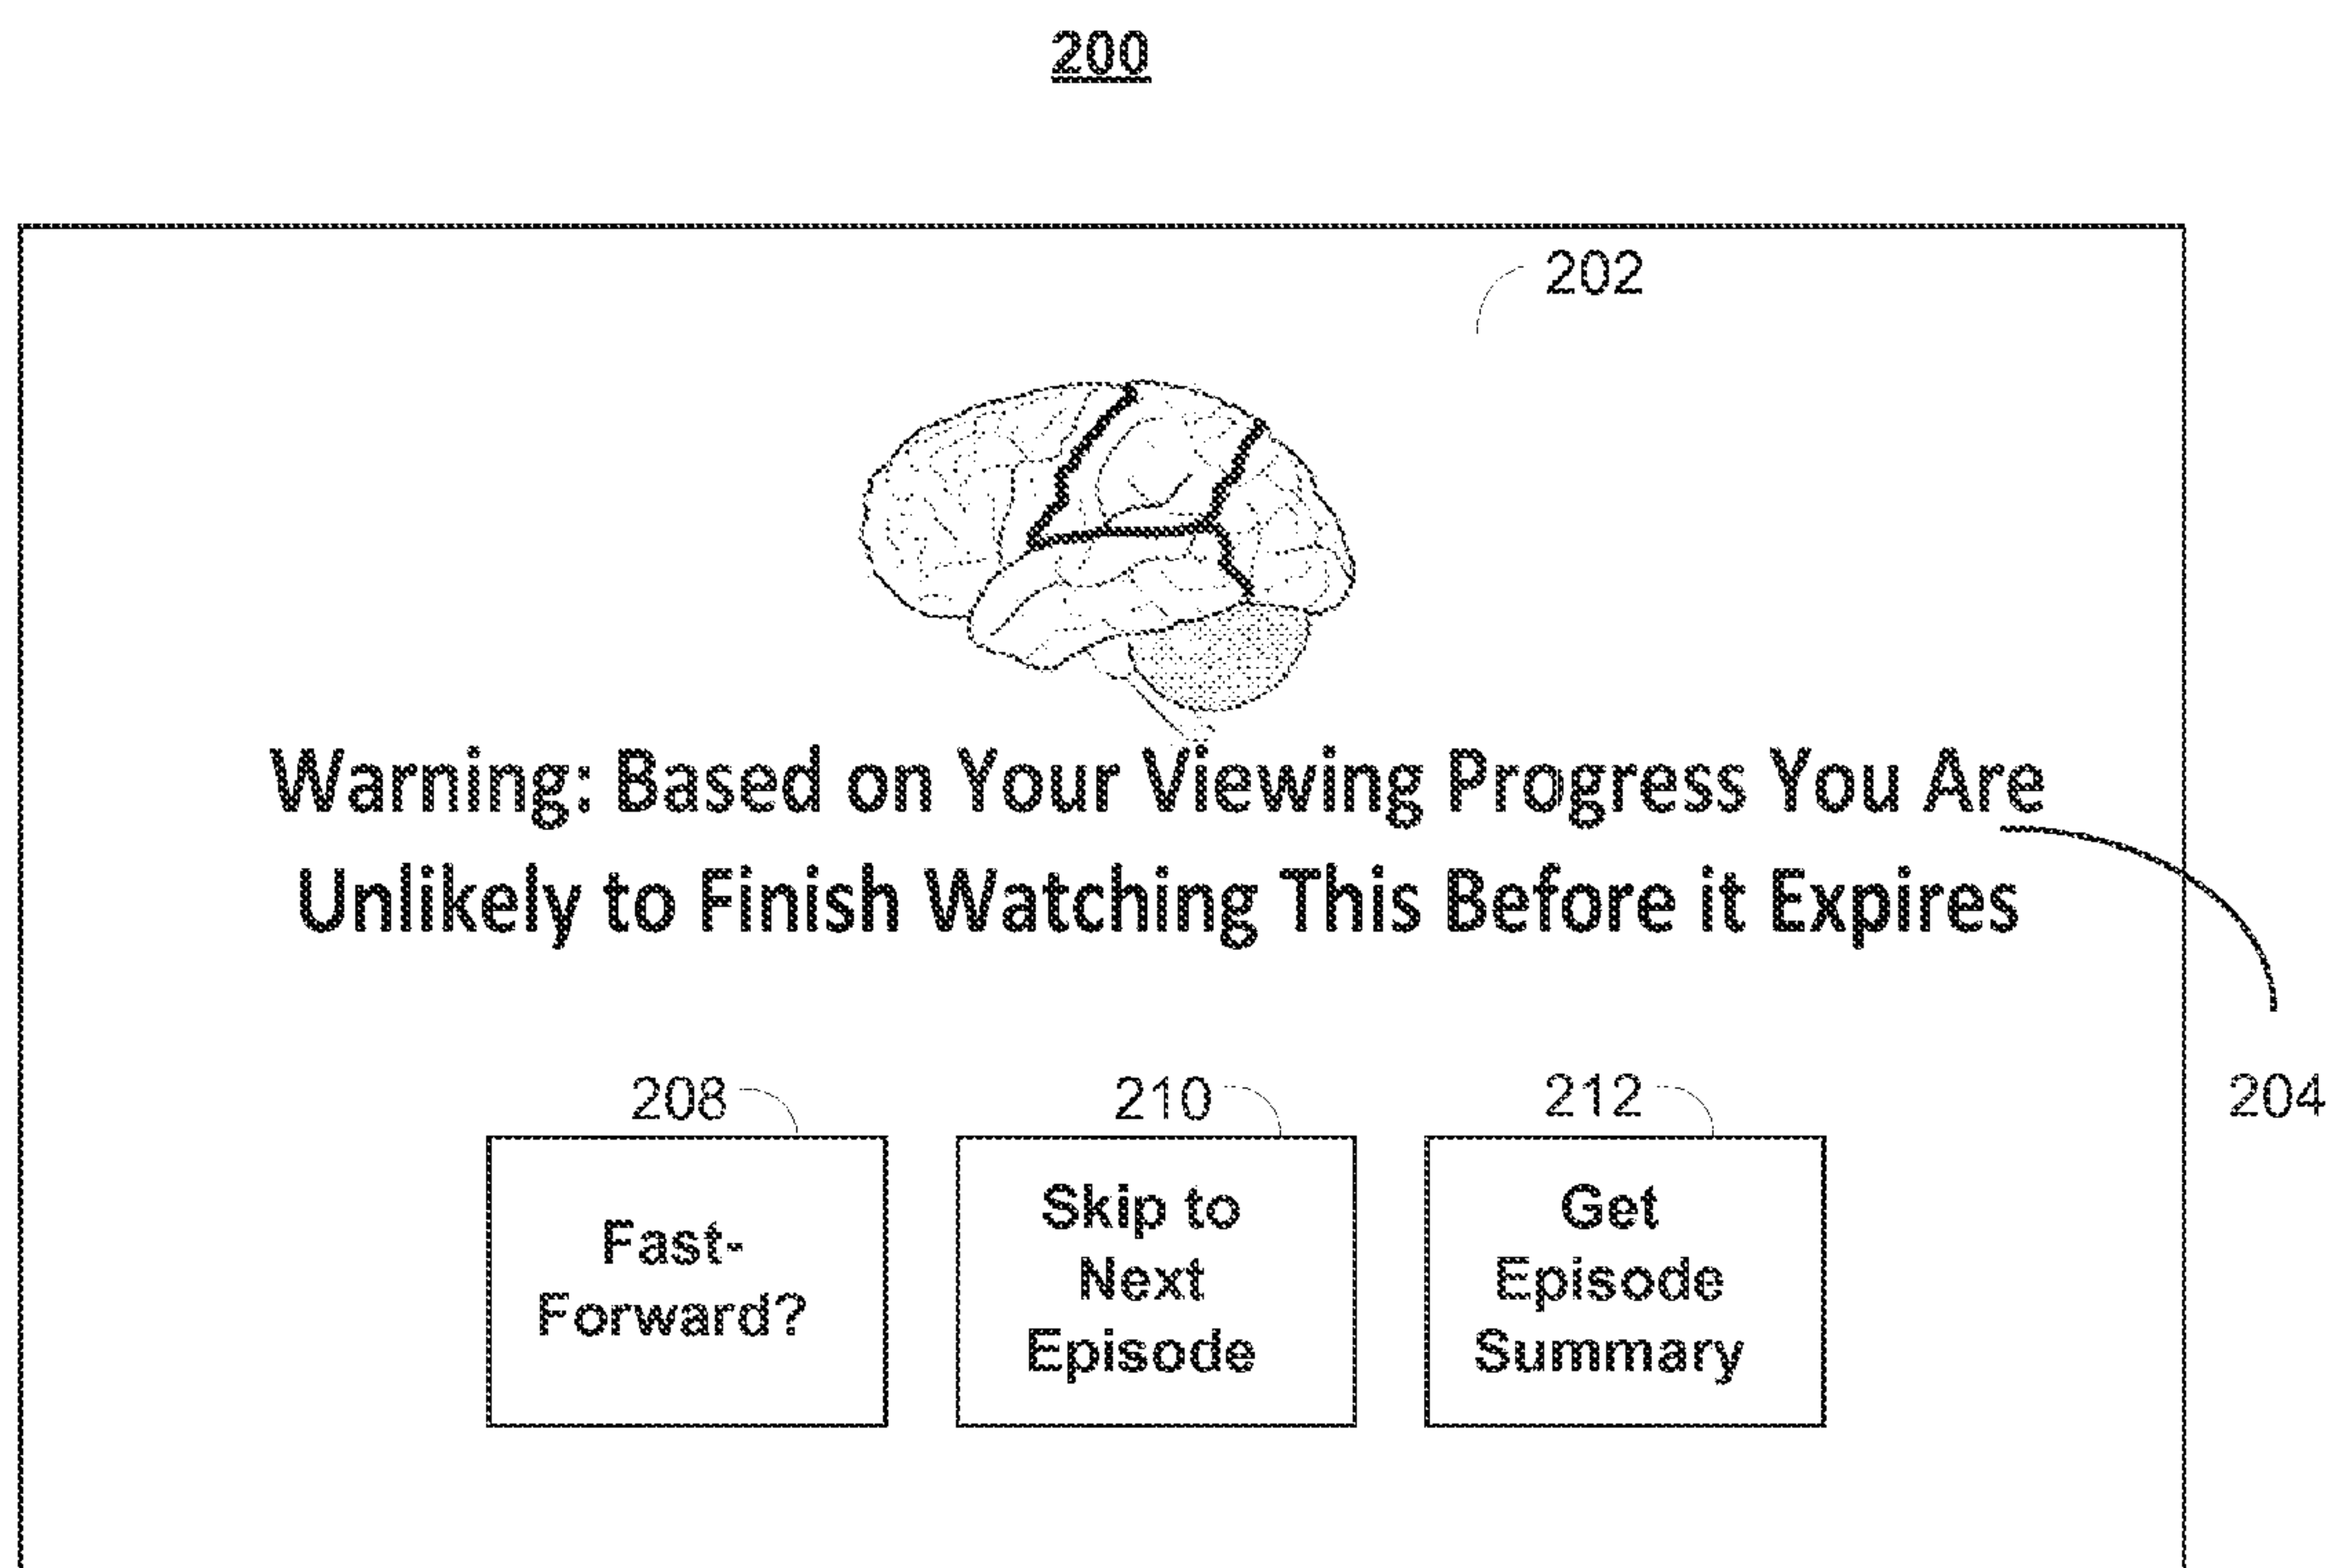 200
202
Warning: Based on Your Viewing Progress You Are
Unlikely to Finish Watching This Before it Expires
204
208
Fast-
Forward?
210
Skip to
Next
Episode
212
Get
Episode
Summary